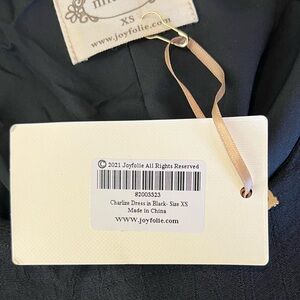 XS
www.joyfolie.com
© 2021 Joyfolie All Rights Reserved
82003323
Charlize Dress in Black- Size XS
Made in China
www.joyfolie.com